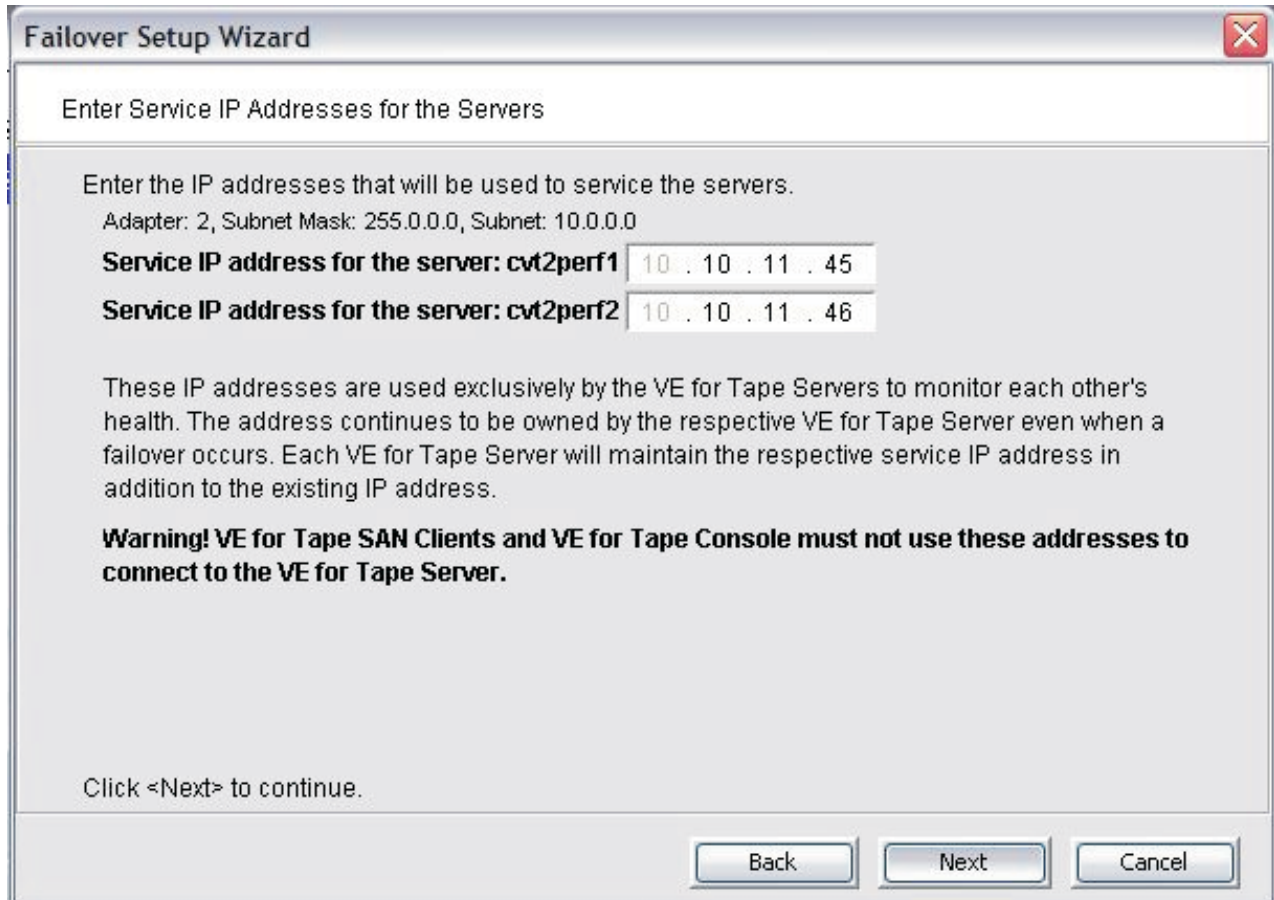 Failover Setup Wizard
Enter Service IP Addresses for the Servers
Enter the IP addresses that will be used to service the servers.
Adapter: 2, Subnet Mask: 255.0.0.0, Subnet: 10.0.0.0
Service IP address for the server: cvt2perf1 10 . 10 . 11 . 45
Service IP address for the server: cvt2perf2 10 . 10 . 11 . 46
These IP addresses are used exclusively by the VE for Tape Servers to monitor each other's
health. The address continues to be owned by the respective VE for Tape Server even when a
failover occurs. Each VE for Tape Server will maintain the respective service IP address in
addition to the existing IP address.
Warning! VE for Tape SAN Clients and VE for Tape Console must not use these addresses to
connect to the VE for Tape Server.
Click <Next> to continue.
Back Next Cancel